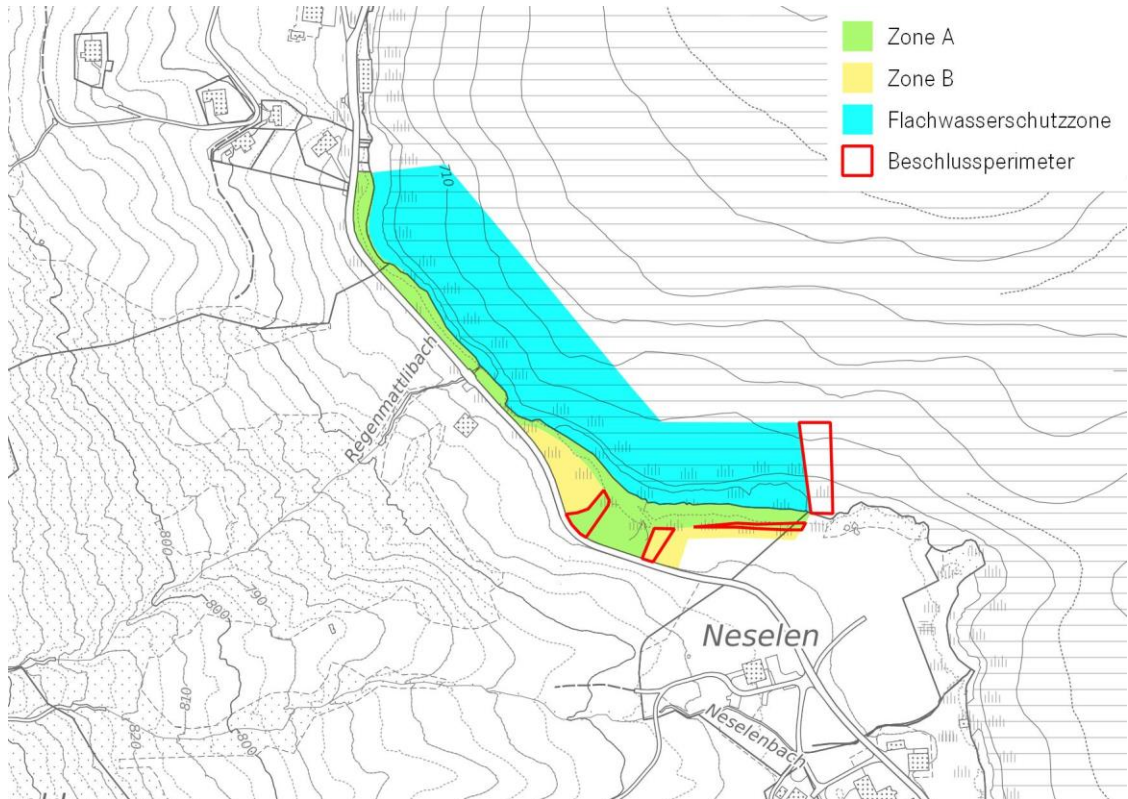 Zone A
Zone B
Flachwasserschutzzone
Beschlussperimeter
710
Regenmattlibach
800
790
800
810
820
800
Neselen
Neselenbach